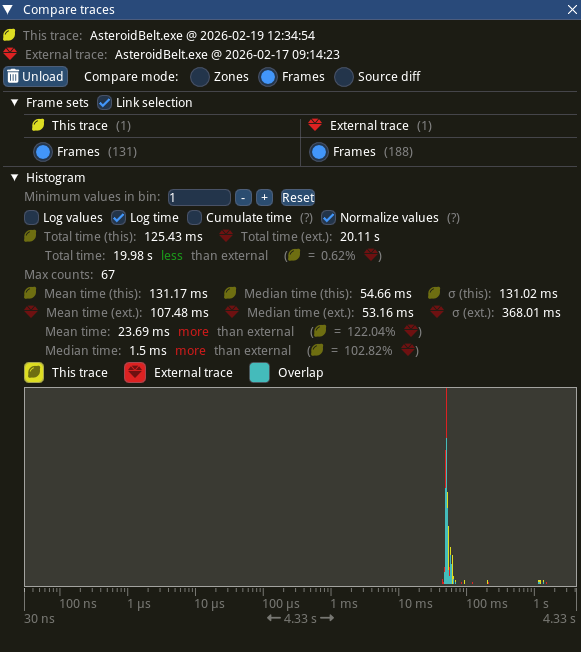 Compare traces
This trace: AsteroidBelt.exe @ 2026-02-19 12:34:54
External trace: AsteroidBelt.exe @ 2026-02-17 09:14:23
Unload Compare mode: Zones Frames Source diff
Frame sets Link selection
This trace (1) External trace (1)
Frames (131) Frames (188)
Histogram
Minimum values in bin: 1 - + Reset
Log values Log time Cumulate time (?) Normalize values (?)
Total time (this): 125.43 ms Total time (ext.): 20.11 s
Total time: 19.98 s less than external ( = 0.62% )
Max counts: 67
Mean time (this): 131.17 ms Median time (this): 54.66 ms σ (this): 131.02 ms
Mean time (ext.): 107.48 ms Median time (ext.): 53.16 ms σ (ext.): 368.01 ms
Mean time: 23.69 ms more than external ( = 122.04% )
Median time: 1.5 ms more than external ( = 102.82% )
This trace External trace Overlap
100 ns 1 μs 10 μs 100 μs 1 ms 10 ms 100 ms 1 s
30 ns 4.33 s 4.33 s